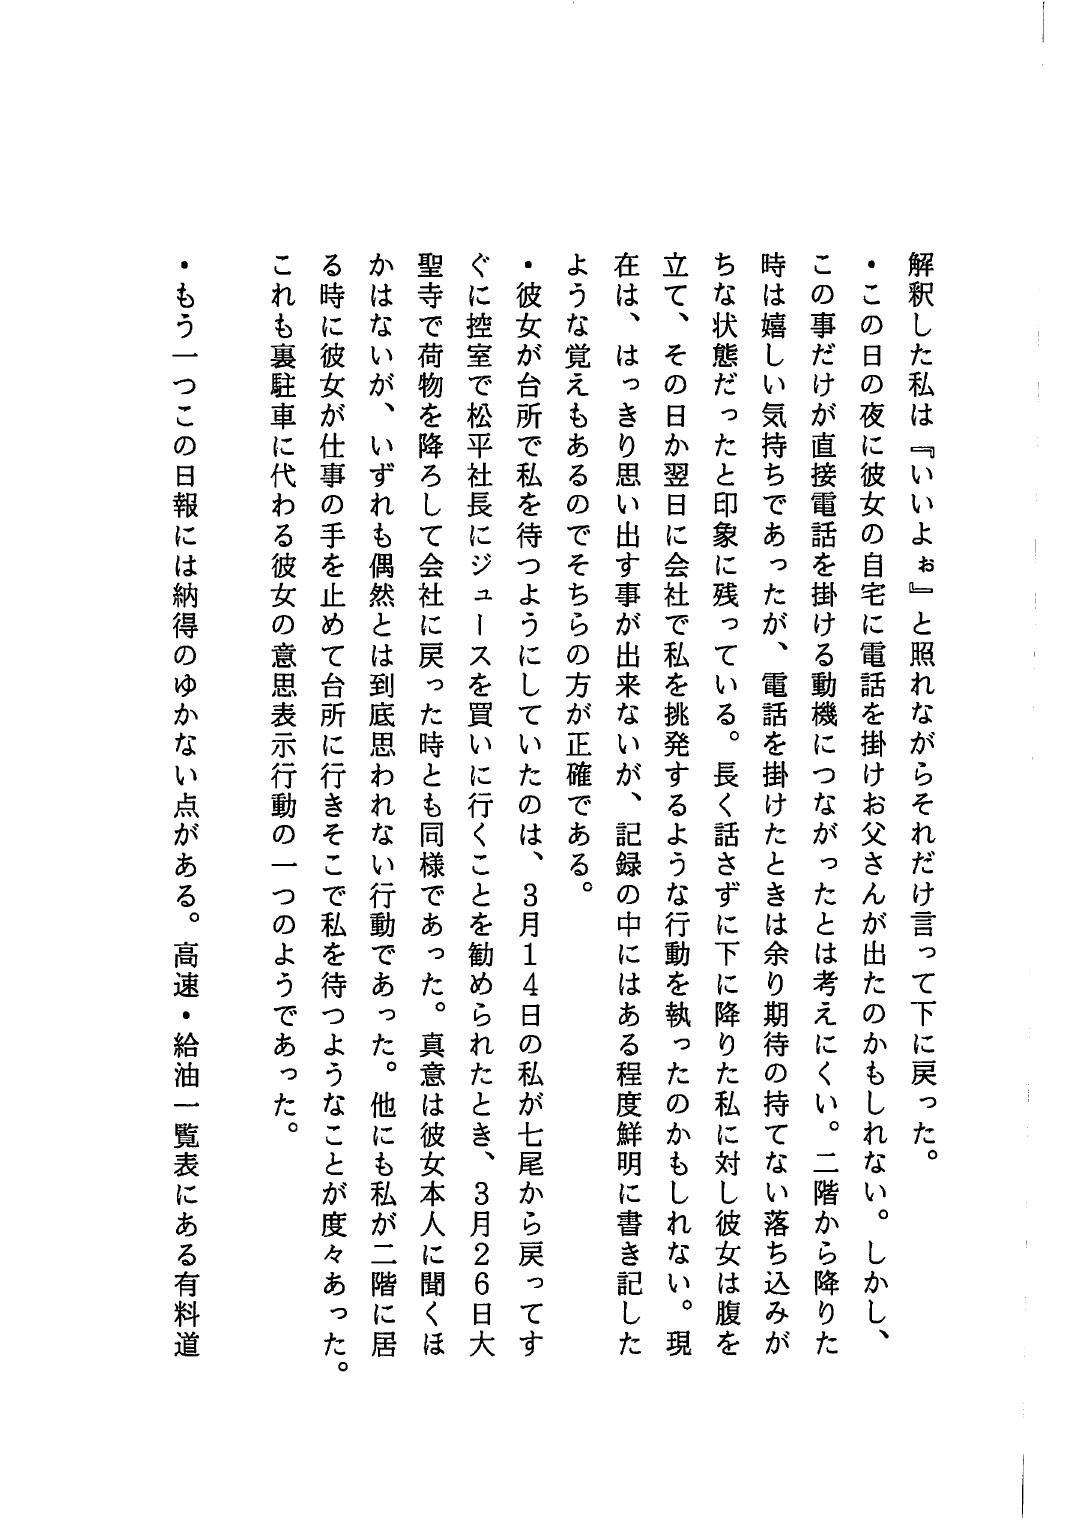 解釈した私は『いいよぉ』と照れながらそれだけ言って下に戻った。
・この日の夜に彼女の自宅に電話を掛けお父さんが出たのかもしれない。しかし、
この事だけが直接電話を掛ける動機につながったとは考えにくい。二階から降りた
時は嬉しい気持ちであったが、電話を掛けたときは余り期待の持てない落ち込みが
ちな状態だったと印象に残っている。長く話さずに下に降りた私に対し彼女は腹を
立て、その日か翌日に会社で私を挑発するような行動を執ったのかもしれない。現
在は、はっきり思い出す事が出来ないが、記録の中にはある程度鮮明に書き記した
ような覚えもあるのでそちらの方が正確である。
・彼女が台所で私を待つようにしていたのは、3月14日の私が七尾から戻ってす
ぐに控室で松平社長にジュースを買いに行くことを勧められたとき、3月26日大
聖寺で荷物を降ろして会社に戻った時とも同様であった。真意は彼女本人に聞くほ
かはないが、いずれも偶然とは到底思われない行動であった。他にも私が二階に居
る時に彼女が仕事の手を止めて台所に行きそこで私を待つようなことが度々あった。
これも裏駐車に代わる彼女の意思表示行動の一つのようであった。
・もう一つこの日報には納得のゆかない点がある。高速・給油一覧表にある有料道